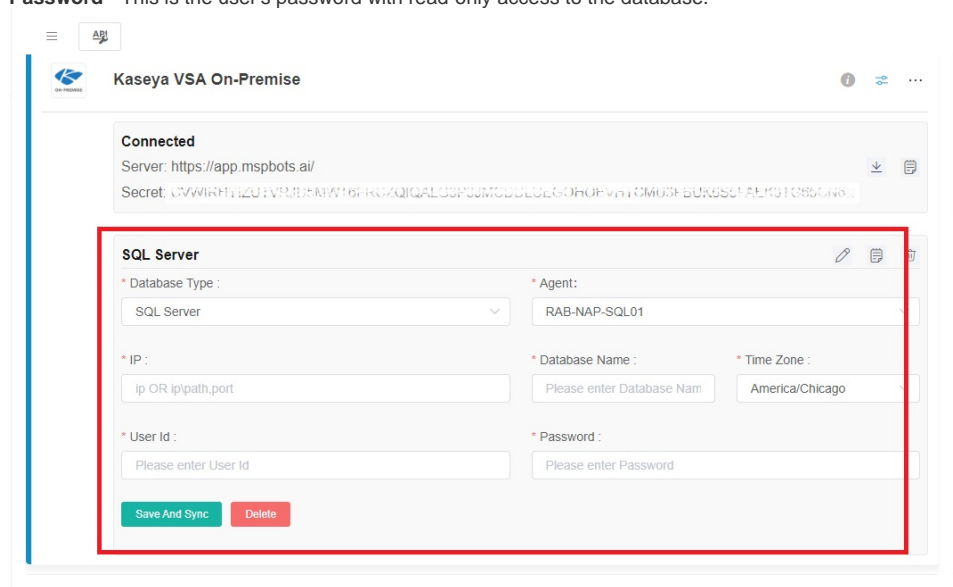 Password - This is the user's password with read-only access to the database.
API
ON-PREMISE
Kaseya VSA On-Premise
Connected
Server: https://app.mspbots.ai/
Secret:
SQL Server
* Database Type :
* Agent:
SQL Server
RAB-NAP-SQL01
* IP :
* Database Name :
* Time Zone :
ip OR ip\path,port
Please enter Database Nam
America/Chicago
* User Id :
* Password :
Please enter User Id
Please enter Password
Save And Sync
Delete